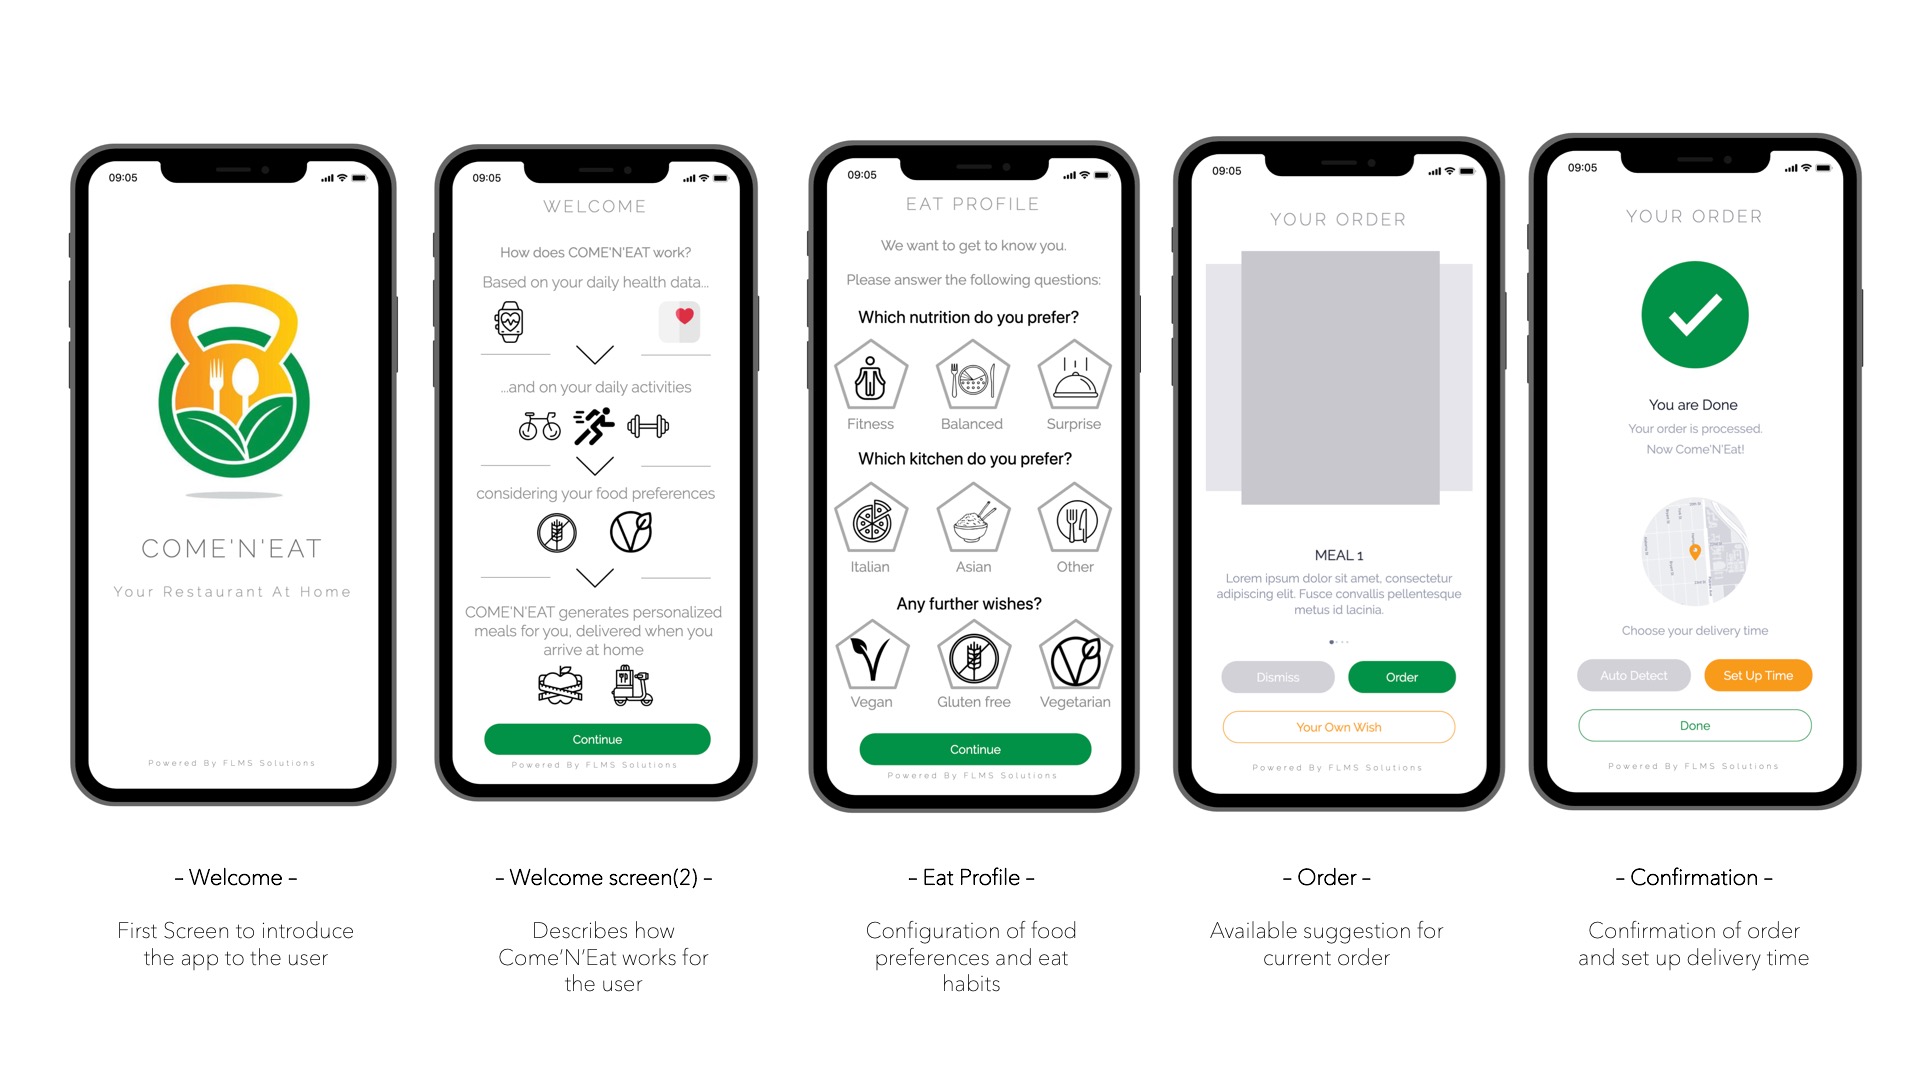 09:05
COME'N'EAT
Your Restaurant At Home
Powered By FLMS Solutions
- Welcome -
First Screen to introduce
the app to the user
09:05
WELCOME
How does COME'N'EAT work?
Based on your daily health data...
...and on your daily activities
considering your food preferences
COME'N'EAT generates personalized
meals for you, delivered when you
arrive at home
Continue
Powered By FLMS Solutions
- Welcome screen(2) -
Describes how
Come'N'Eat works for
the user
09:05
EAT PROFILE
We want to get to know you.
Please answer the following questions:
Which nutrition do you prefer?
Fitness Balanced Surprise
Which kitchen do you prefer?
Italian Asian Other
Any further wishes?
Vegan Gluten free Vegetarian
Continue
Powered By FLMS Solutions
- Eat Profile -
Configuration of food
preferences and eat
habits
09:05
YOUR ORDER
MEAL 1
Lorem ipsum dolor sit amet, consectetur
adipiscing elit. Fusce convallis pellentesque
metus id lacinia.
Dismiss Order
Your Own Wish
Powered By FLMS Solutions
- Order -
Available suggestion for
current order
09:05
YOUR ORDER
You are Done
Your order is processed.
Now Come'N'Eat!
Choose your delivery time
Auto Detect Set Up Time
Done
Powered By FLMS Solutions
- Confirmation -
Confirmation of order
and set up delivery time